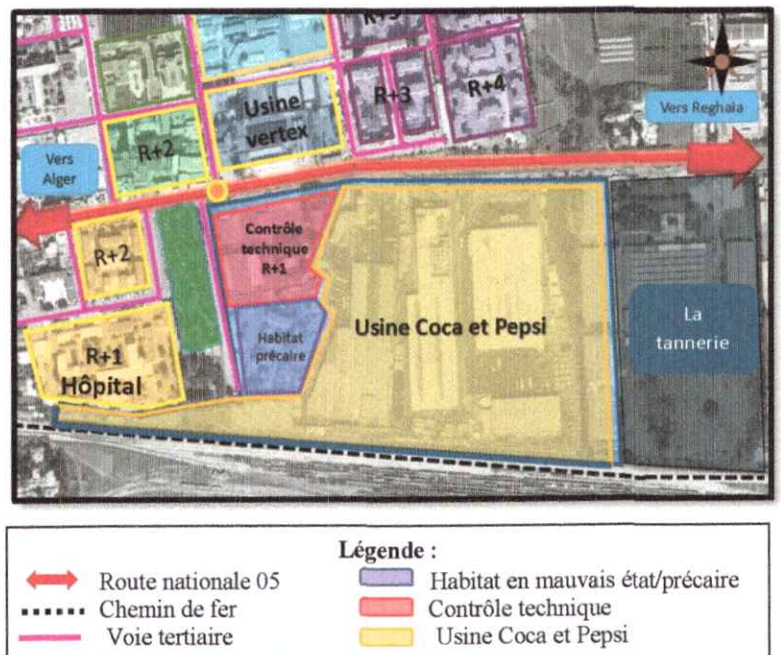 R+3
R+3
R+4
Usine
vertex
R+2
Vers Reghaia
Vers
Alger
R+2
Contrôle
technique
R+1
Habitat
précaire
Usine Coca et Pepsi
La
tannerie
R+1
Hôpital
Légende :
Route nationale 05
Habitat en mauvais état/précaire
Chemin de fer
Contrôle technique
Voie tertiaire
Usine Coca et Pepsi